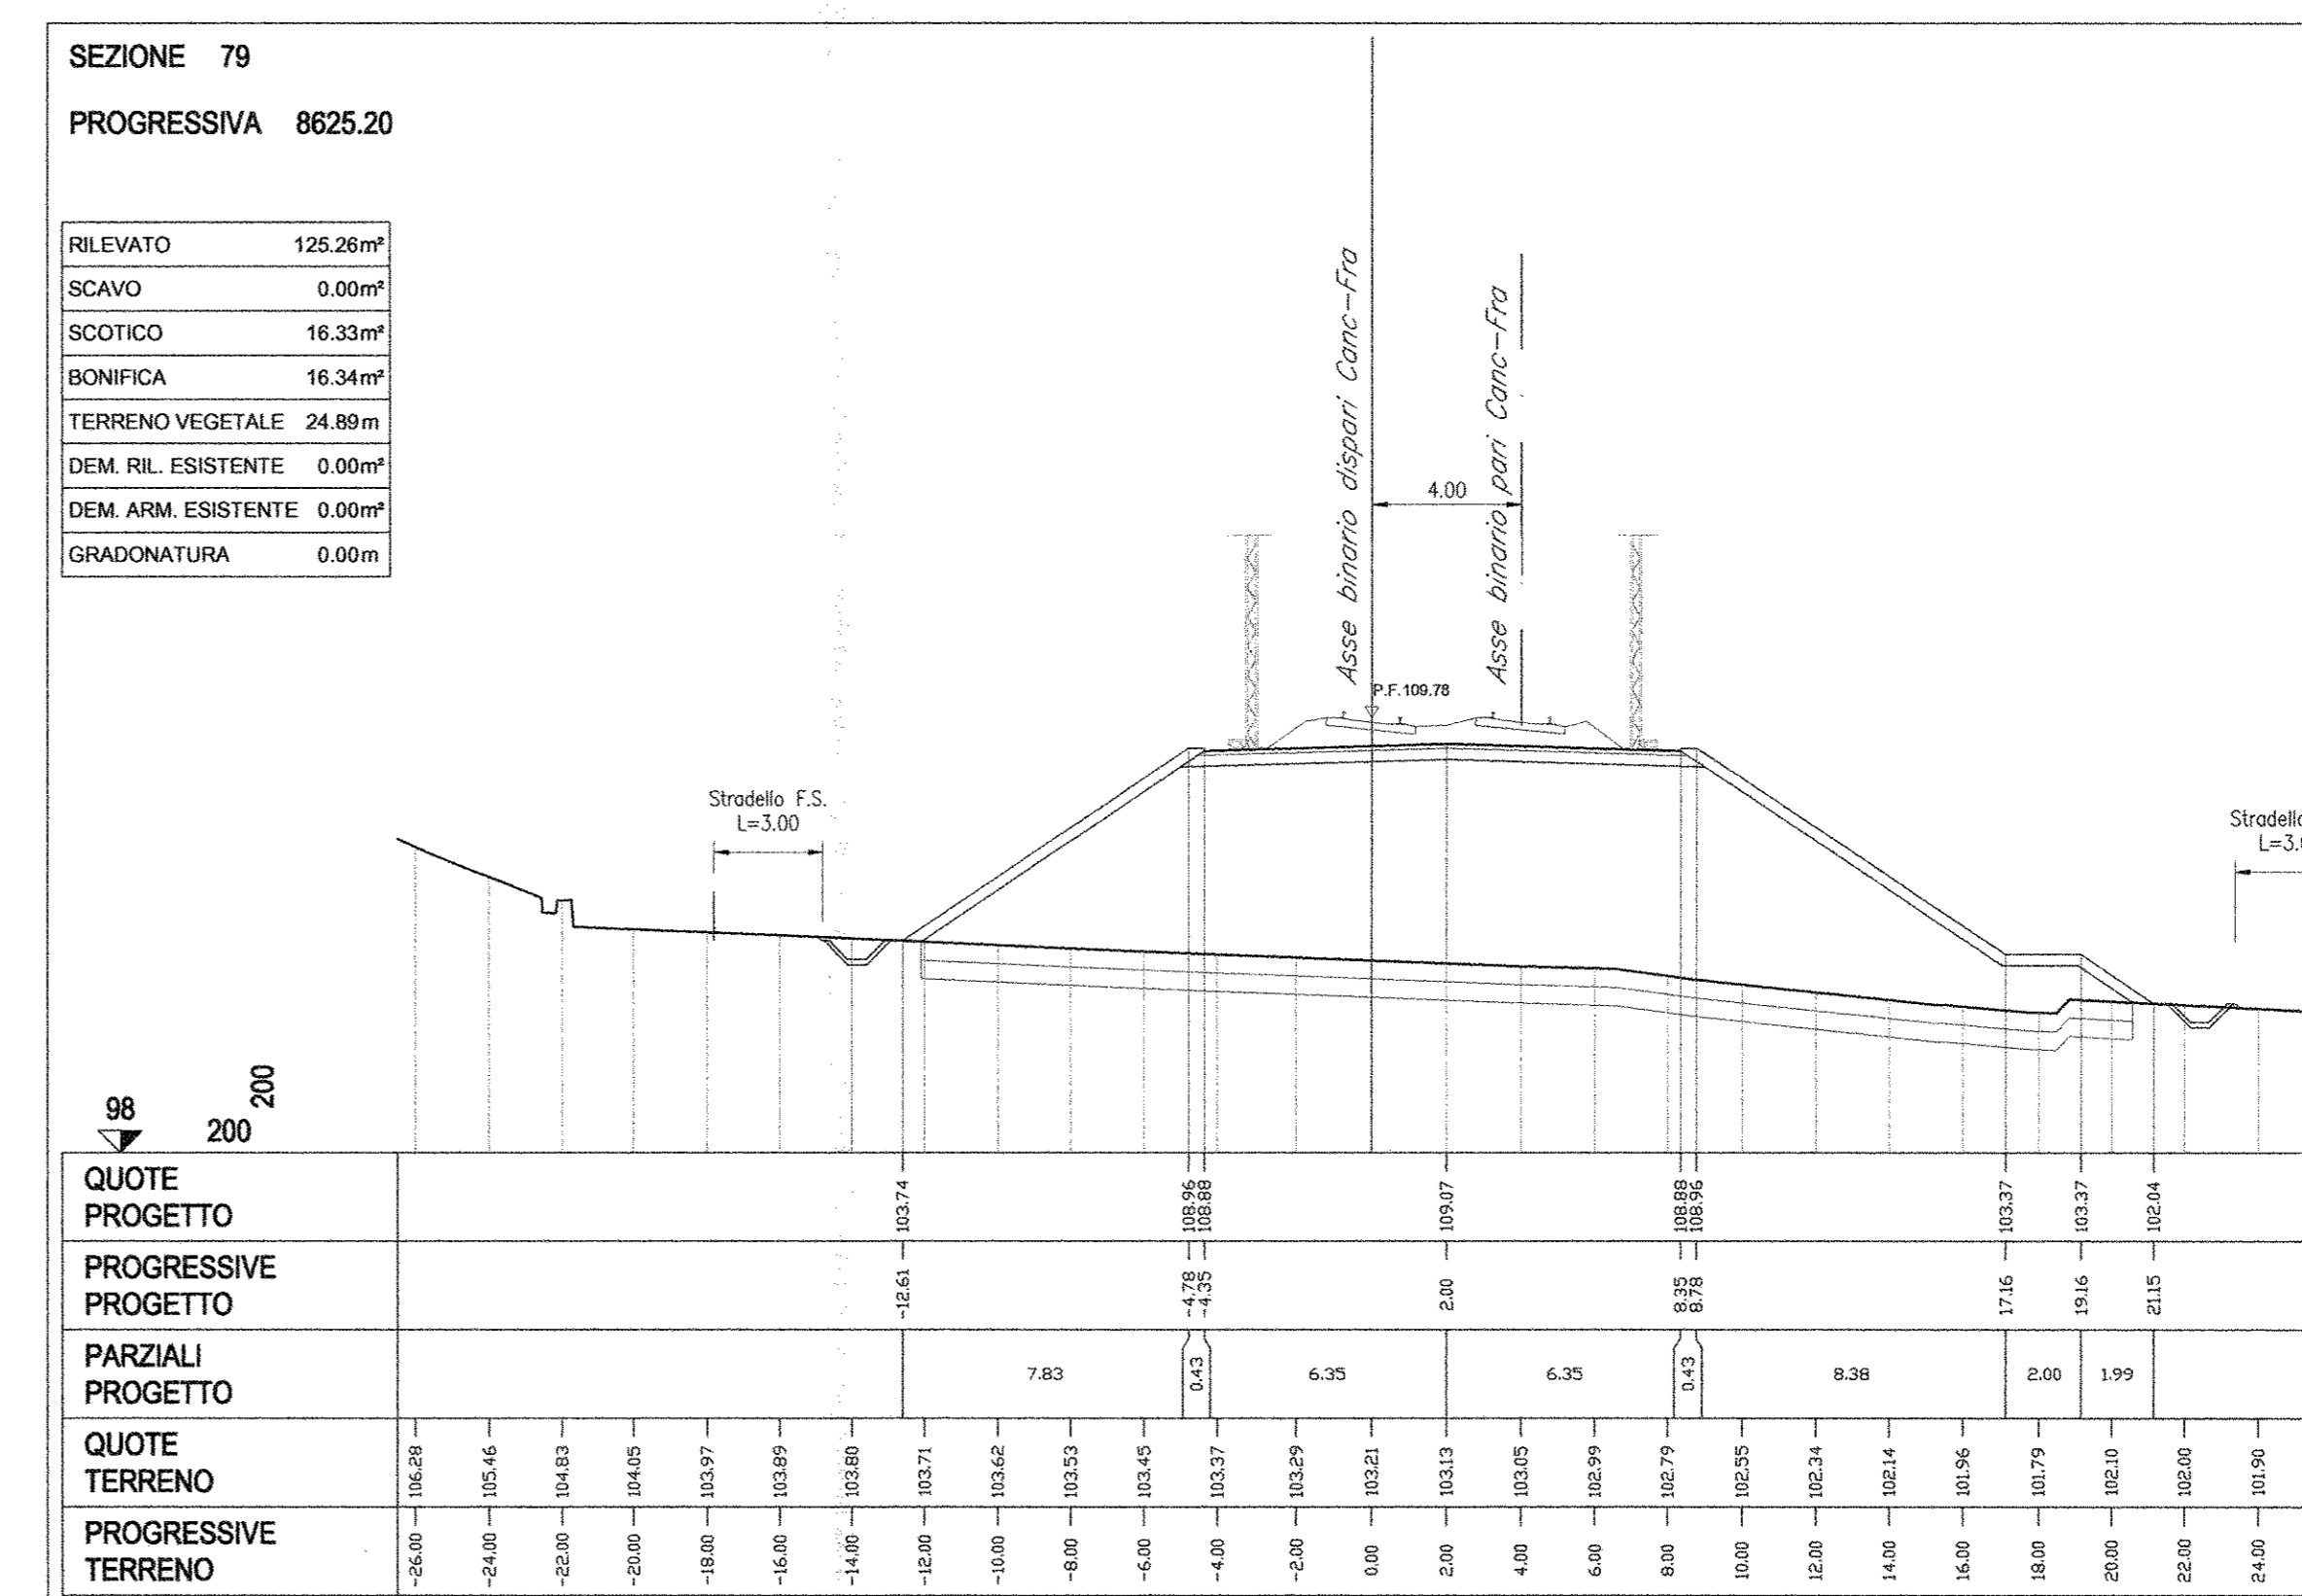 SEZIONE 79
PROGRESSIVA 8625.20
RILEVATO 125.26m²
SCAVO 0.00m²
SCOTICO 16.33m²
BONIFICA 16.34m²
TERRENO VEGETALE 24.89m
DEM. RIL. ESISTENTE 0.00m²
DEM. ARM. ESISTENTE 0.00m²
GRADONATURA 0.00m
Asse binario dispari Canc-Fra
Asse binario pari Canc-Fra
4.00
P.F.109.78
Stradello F.S.
L=3.00
Stradello
L=3.
98
200
200
QUOTE
PROGETTO
103.74 108.96 108.88 109.07 108.88 108.96 103.37 103.37 102.04
PROGRESSIVE
PROGETTO
-12.61 -4.78 -4.35 2.00 8.35 8.78 17.16 19.16 21.15
PARZIALI
PROGETTO
7.83 0.43 6.35 6.35 0.43 8.38 2.00 1.99
QUOTE
TERRENO
106.28 105.46 104.83 104.05 103.97 103.89 103.80 103.71 103.62 103.53 103.45 103.37 103.29 103.21 103.13 103.05 102.99 102.79 102.55 102.34 102.14 101.96 101.79 102.10 102.00 101.90
PROGRESSIVE
TERRENO
-26.00 -24.00 -22.00 -20.00 -18.00 -16.00 -14.00 -12.00 -10.00 -8.00 -6.00 -4.00 -2.00 0.00 2.00 4.00 6.00 8.00 10.00 12.00 14.00 16.00 18.00 20.00 22.00 24.00